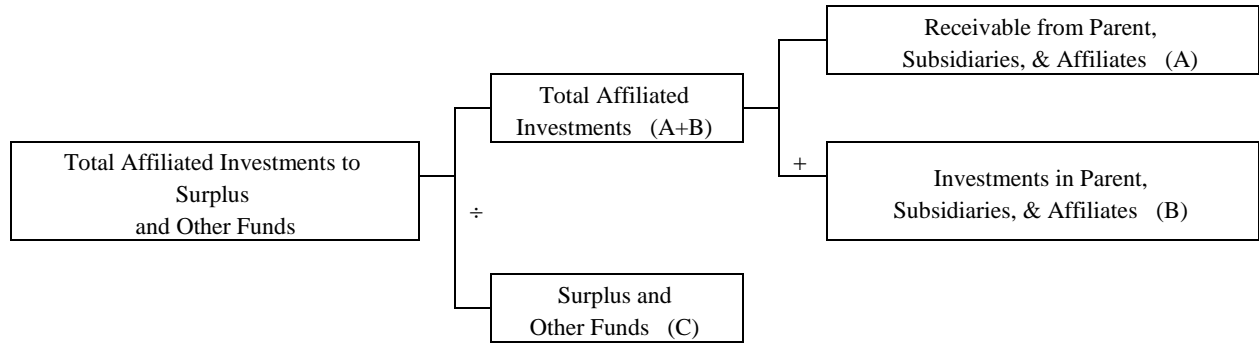 Total Affiliated Investments to
Surplus
and Other Funds
÷
Total Affiliated
Investments (A+B)
Surplus and
Other Funds (C)
+
Receivable from Parent,
Subsidiaries, & Affiliates (A)
Investments in Parent,
Subsidiaries, & Affiliates (B)